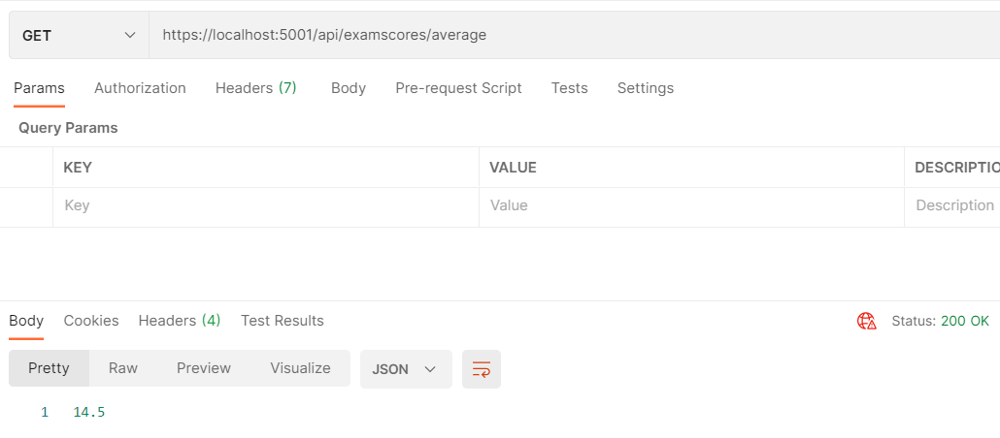 GET https://localhost:5001/api/examscores/average
Params Authorization Headers (7) Body Pre-request Script Tests Settings
Query Params
KEY VALUE DESCRIPTIO
Key Value Description
Body Cookies Headers (4) Test Results Status: 200 OK
Pretty Raw Preview Visualize JSON
1 14.5